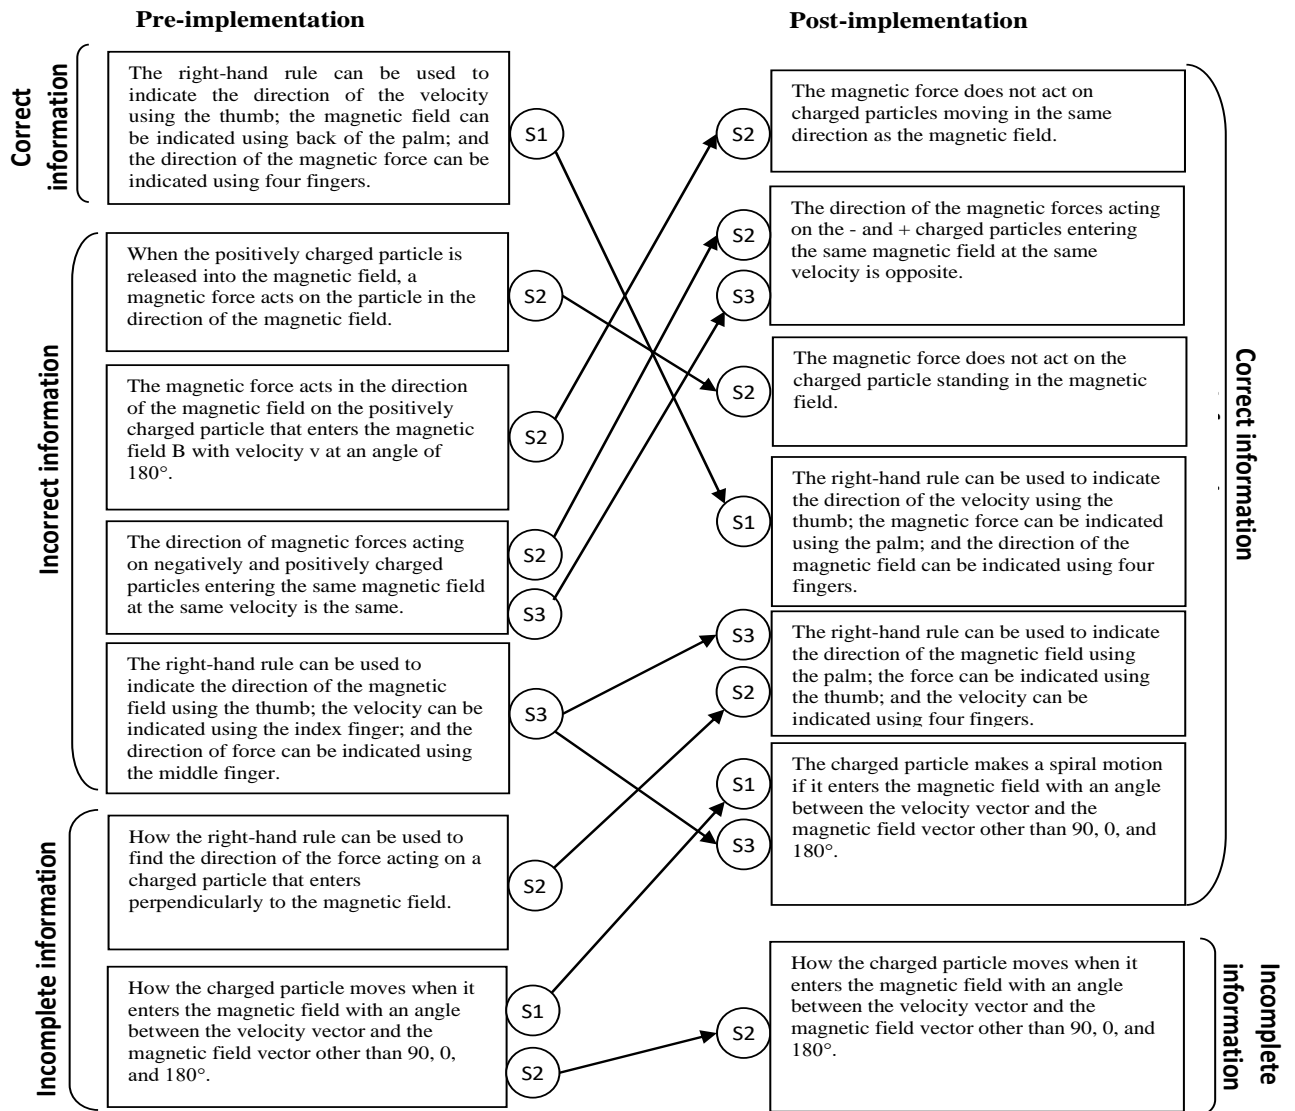 Pre-implementation
Correct
information
The right-hand rule can be used to
indicate the direction of the velocity
using the thumb; the magnetic field can
be indicated using back of the palm; and
the direction of the magnetic force can be
indicated using four fingers.
S1
Incorrect information
When the positively charged particle is
released into the magnetic field, a
magnetic force acts on the particle in the
direction of the magnetic field.
S2
The magnetic force acts in the direction
of the magnetic field on the positively
charged particle that enters the magnetic
field B with velocity v at an angle of
180°.
S2
The direction of magnetic forces acting
on negatively and positively charged
particles entering the same magnetic field
at the same velocity is the same.
S2
S3
The right-hand rule can be used to
indicate the direction of the magnetic
field using the thumb; the velocity can be
indicated using the index finger; and the
direction of force can be indicated using
the middle finger.
S3
Incomplete information
How the right-hand rule can be used to
find the direction of the force acting on a
charged particle that enters
perpendicularly to the magnetic field.
S2
How the charged particle moves when it
enters the magnetic field with an angle
between the velocity vector and the
magnetic field vector other than 90, 0,
and 180°.
S1
S2
Post-implementation
S2
The magnetic force does not act on
charged particles moving in the same
direction as the magnetic field.
S2
S3
The direction of the magnetic forces acting
on the - and + charged particles entering
the same magnetic field at the same
velocity is opposite.
S2
The magnetic force does not act on the
charged particle standing in the magnetic
field.
S1
The right-hand rule can be used to indicate
the direction of the velocity using the
thumb; the magnetic force can be indicated
using the palm; and the direction of the
magnetic field can be indicated using four
fingers.
S3
S2
The right-hand rule can be used to indicate
the direction of the magnetic field using
the palm; the force can be indicated using
the thumb; and the velocity can be
indicated using four fingers.
S1
S3
The charged particle makes a spiral motion
if it enters the magnetic field with an angle
between the velocity vector and the
magnetic field vector other than 90, 0, and
180°.
Correct information
S2
How the charged particle moves when it
enters the magnetic field with an angle
between the velocity vector and the
magnetic field vector other than 90, 0, and
180°.
Incomplete
information